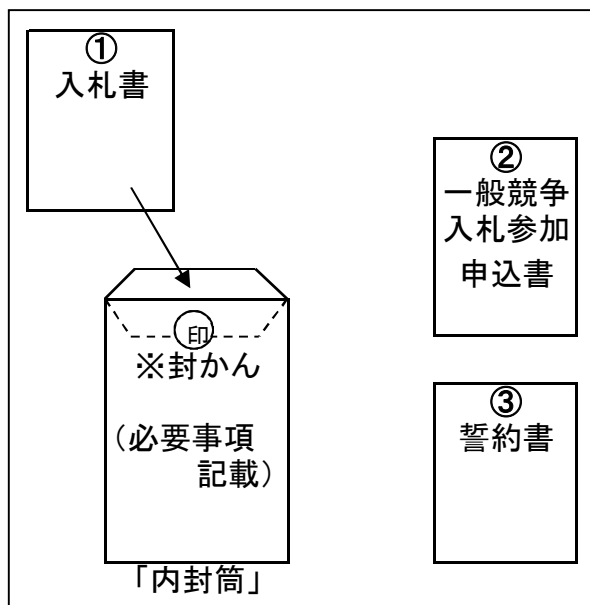 ①
入札書
印
※封かん
(必要事項
記載)
「内封筒」
②
一般競争
入札参加
申込書
③
誓約書